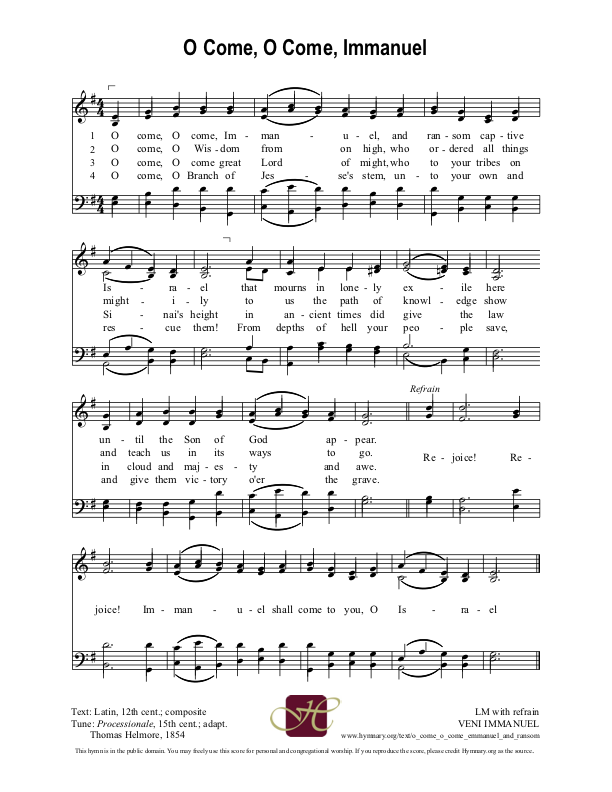 O Come, O Come, Immanuel
1 O come, O come, Im - man - u - el, and ran - som cap - tive
2 O come, O Wis - dom from on high, who or - dered all things
3 O come, O come great Lord of might, who to your tribes on
4 O come, O Branch of Jes - se's stem, un - to your own and
Is - ra - el that mourns in lone - ly ex - ile here
might - i - ly to us the path of knowl - edge show
Si - nai's height in an - cient times did give the law
res - cue them! From depths of hell your peo - ple save,
Refrain
un - til the Son of God ap - pear.
and teach us in its ways to go.
in cloud and maj - es - ty and awe.
and give them vic - tory o'er the grave.
Re - joice! Re -
joice! Im - man - u - el shall come to you, O Is - ra - el
Text: Latin, 12th cent.; composite
Tune: Processionale, 15th cent.; adapt.
Thomas Helmore, 1854
H
LM with refrain
VENI IMMANUEL
www.hymnary.org/text/o_come_o_come_emmanuel_and_ransom
This hymn is in the public domain. You may freely use this score for personal and congregational worship. If you reproduce the score, please credit Hymnary.org as the source.